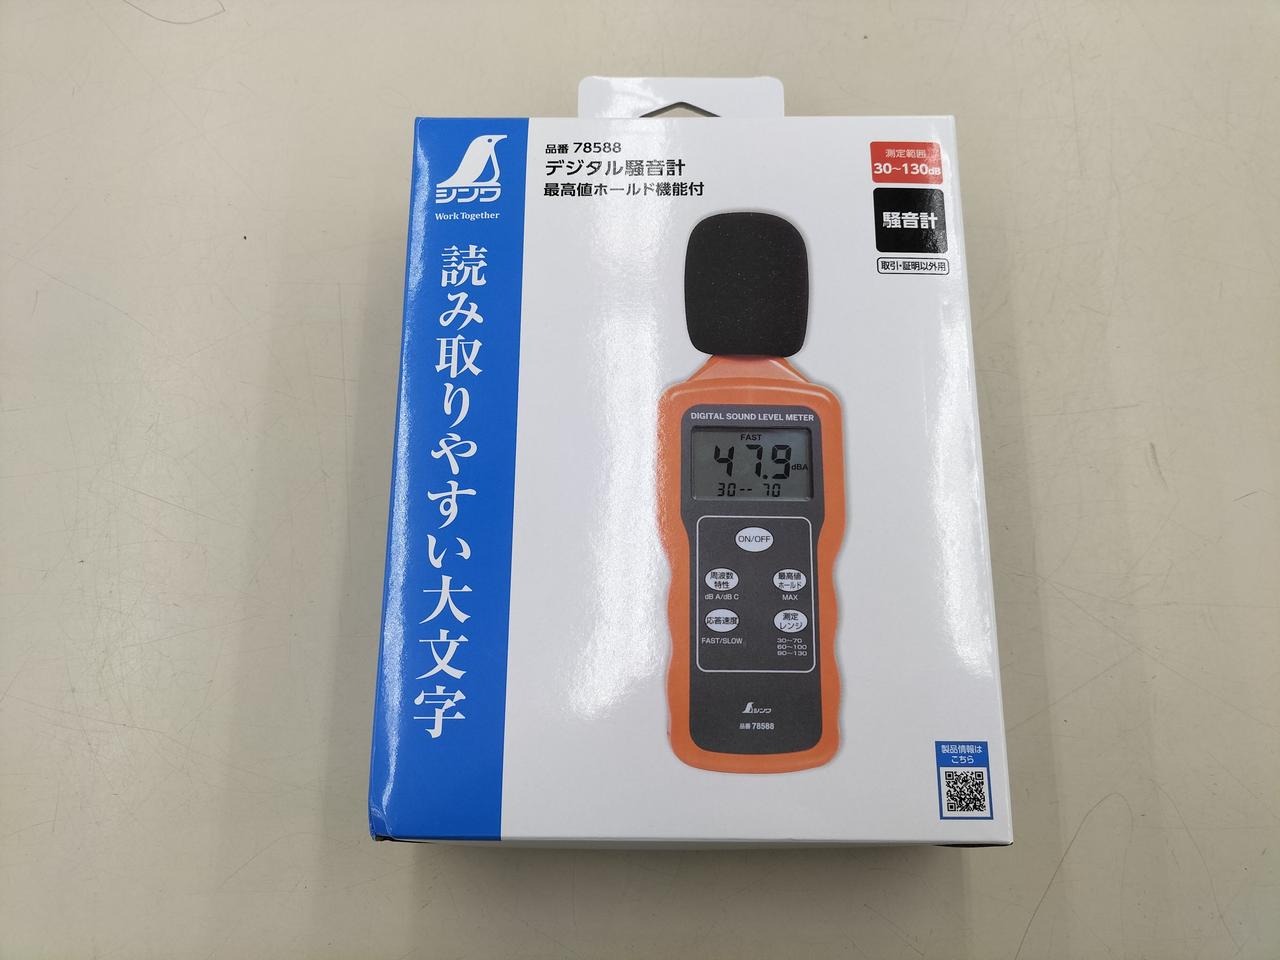 シンワ
Work Together
読み取りやすい大文字
品番 78588
デジタル騒音計
最高値ホールド機能付
測定範囲
30~130dB
騒音計
取引・証明以外用
DIGITAL SOUND LEVEL METER
FAST
47.9 dBA
30-- 70
ON/OFF
周波数特性
dB A/dB C
最高値ホールド
MAX
応答速度
FAST/SLOW
測定レンジ
30~70
60~100
80~130
シンワ
品番 78588
製品情報は
こちら